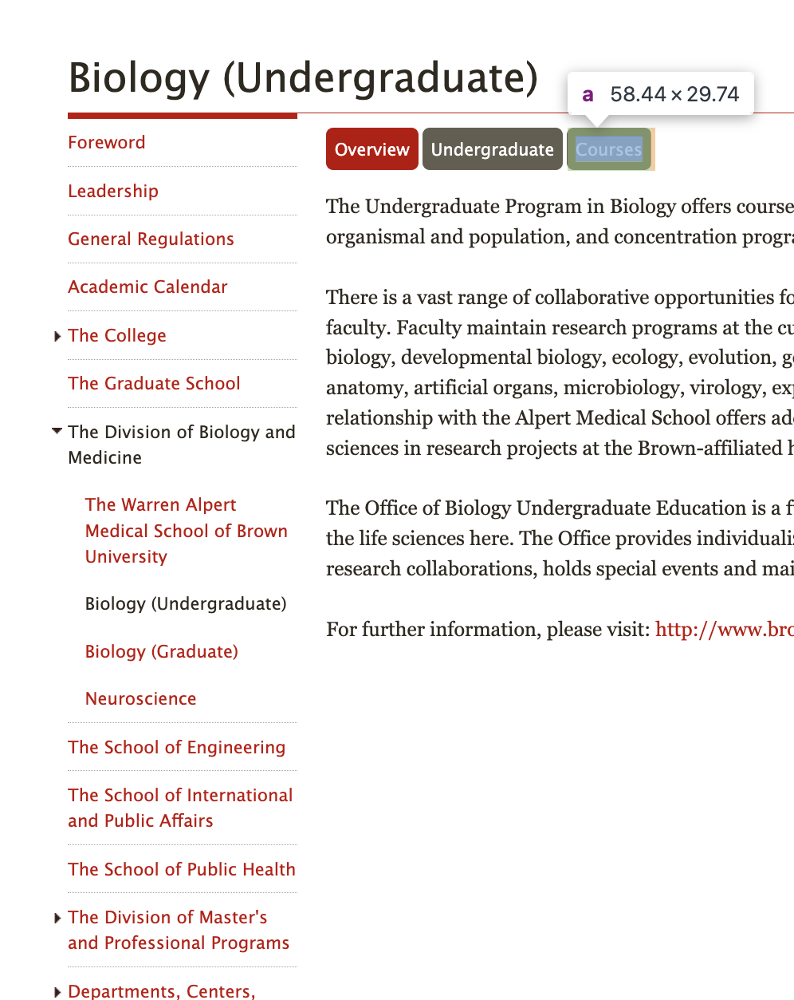 Biology (Undergraduate)
a 58.44 × 29.74
Foreword
Leadership
General Regulations
Academic Calendar
The College
The Graduate School
The Division of Biology and
Medicine
The Warren Alpert
Medical School of Brown
University
Biology (Undergraduate)
Biology (Graduate)
Neuroscience
The School of Engineering
The School of International
and Public Affairs
The School of Public Health
The Division of Master's
and Professional Programs
Departments, Centers,
Overview Undergraduate Courses
The Undergraduate Program in Biology offers course
organismal and population, and concentration progra
There is a vast range of collaborative opportunities fo
faculty. Faculty maintain research programs at the cu
biology, developmental biology, ecology, evolution, g
anatomy, artificial organs, microbiology, virology, exp
relationship with the Alpert Medical School offers ad
sciences in research projects at the Brown-affiliated h
The Office of Biology Undergraduate Education is a f
the life sciences here. The Office provides individualiz
research collaborations, holds special events and mai
For further information, please visit: http://www.bro